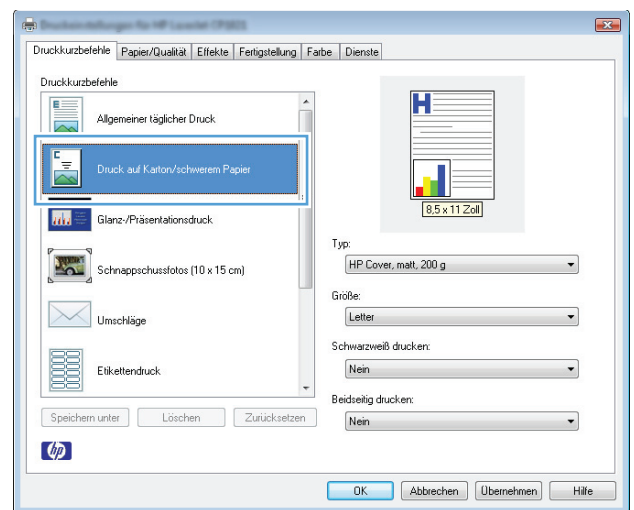 Druckkurzbefehle Papier/Qualität Effekte Fertigstellung Farbe Dienste
Druckkurzbefehle
Allgemeiner täglicher Druck
Druck auf Karton/schwerem Papier
Glanz-/Präsentationsdruck
Schnappschussfotos (10 x 15 cm)
Umschläge
Etikettendruck
Speichern unter Löschen Zurücksetzen
H
8,5 x 11 Zoll
Typ:
HP Cover, matt, 200 g
Größe:
Letter
Schwarzweiß drucken:
Nein
Beidseitig drucken:
Nein
hp
OK Abbrechen Übernehmen Hilfe